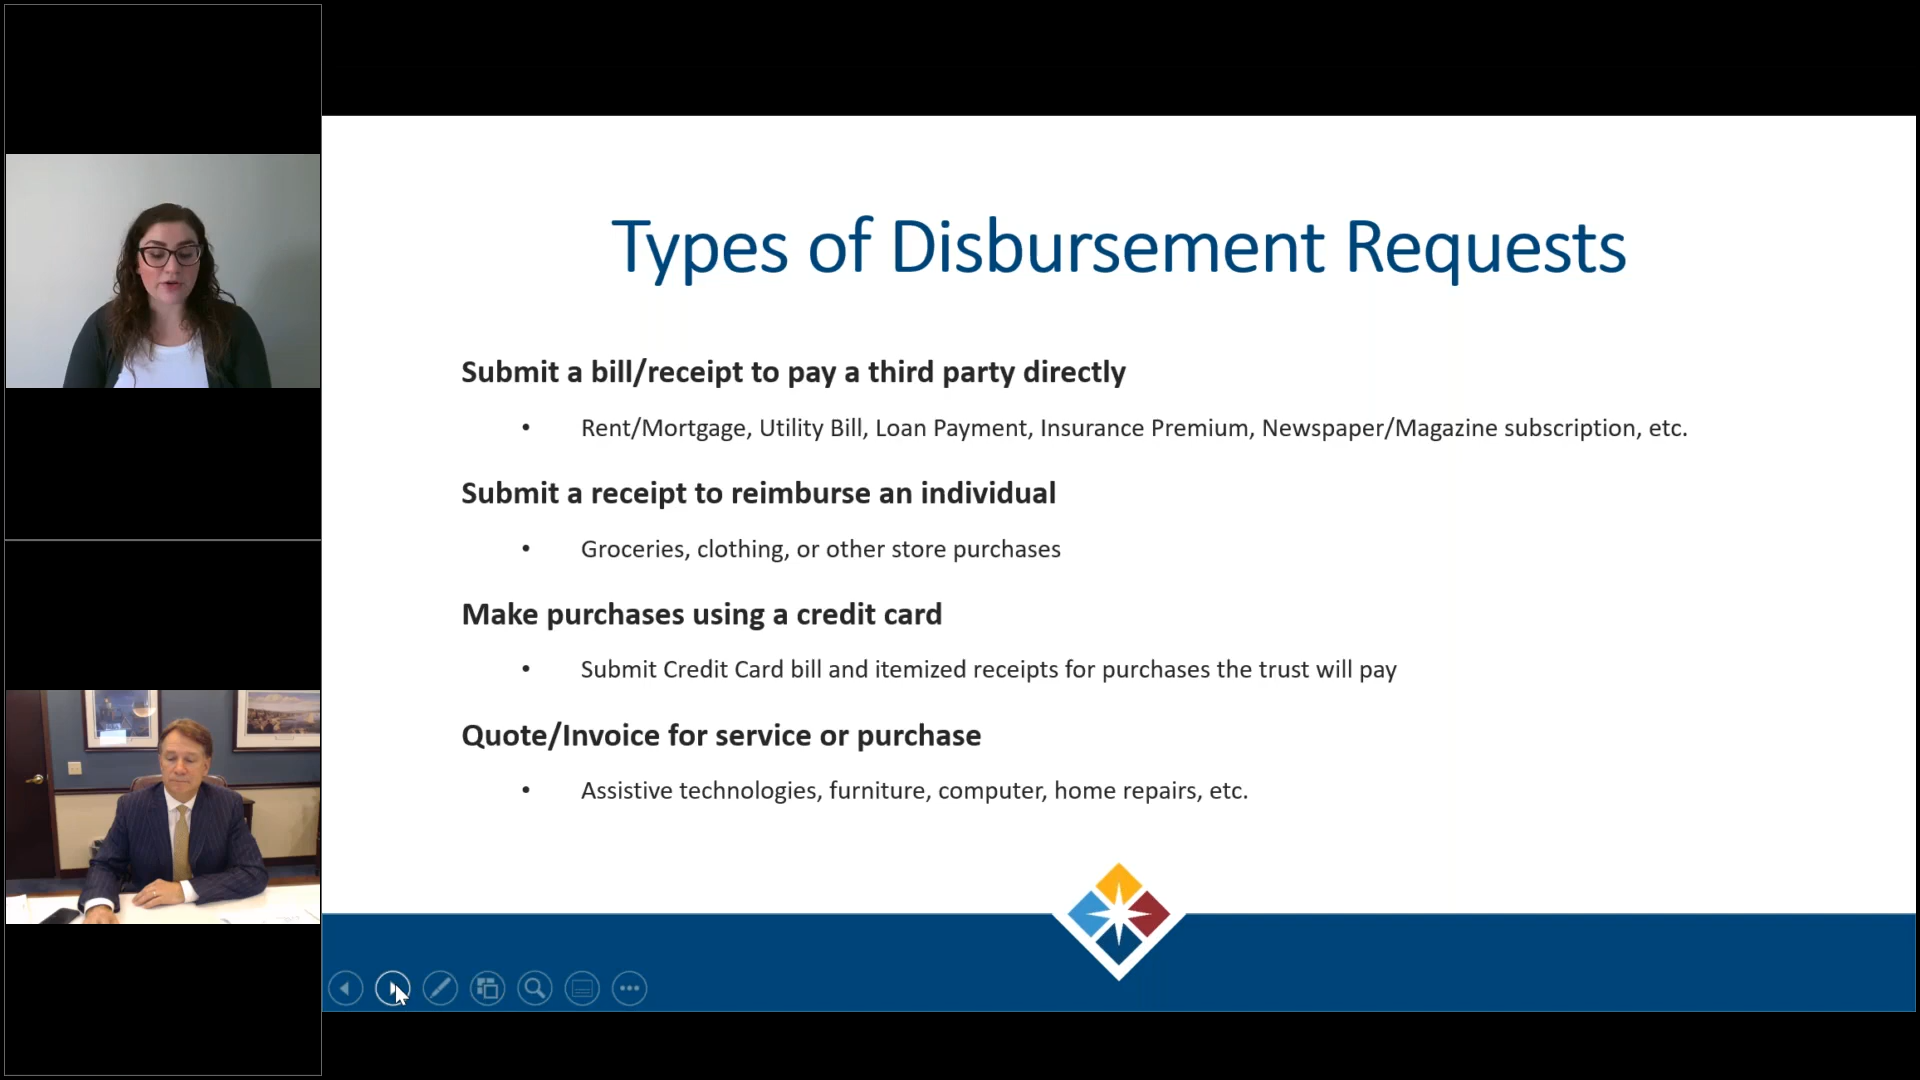 Types of Disbursement Requests
Submit a bill/receipt to pay a third party directly
• Rent/Mortgage, Utility Bill, Loan Payment, Insurance Premium, Newspaper/Magazine subscription, etc.
Submit a receipt to reimburse an individual
• Groceries, clothing, or other store purchases
Make purchases using a credit card
• Submit Credit Card bill and itemized receipts for purchases the trust will pay
Quote/Invoice for service or purchase
• Assistive technologies, furniture, computer, home repairs, etc.